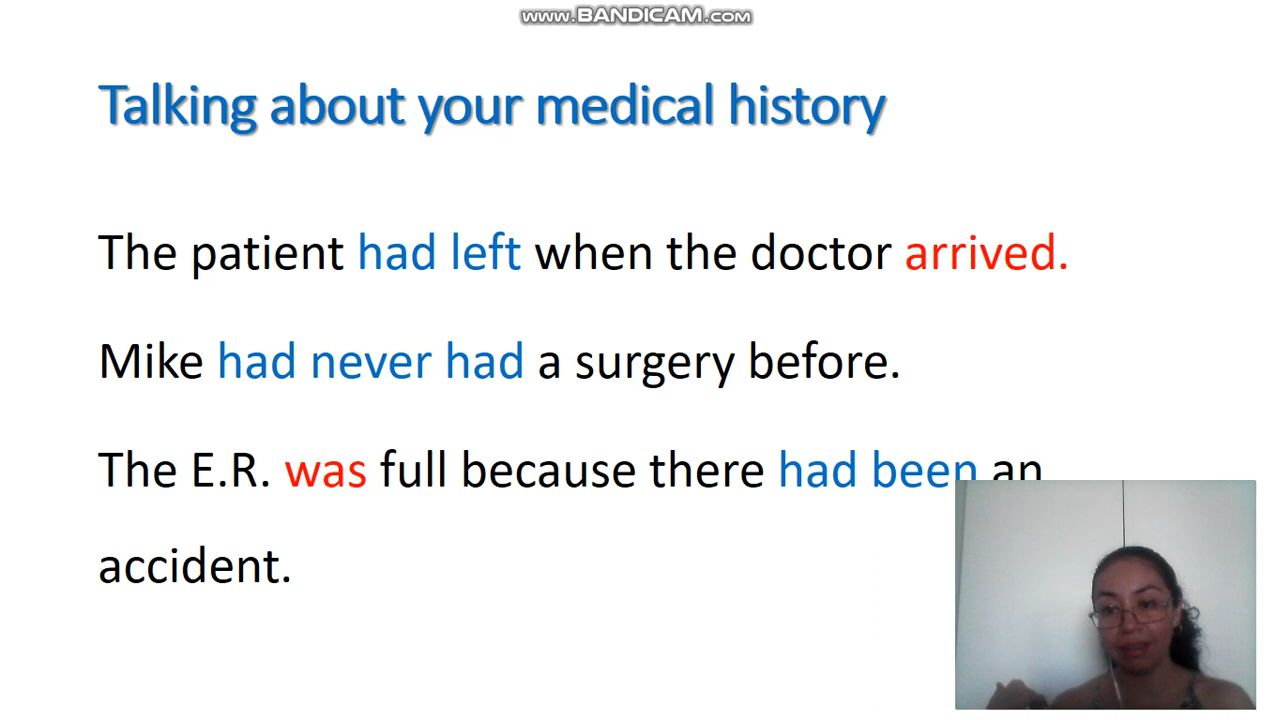 www.BANDICAM.com
Talking about your medical history
The patient had left when the doctor arrived.
Mike had never had a surgery before.
The E.R. was full because there had been an
accident.